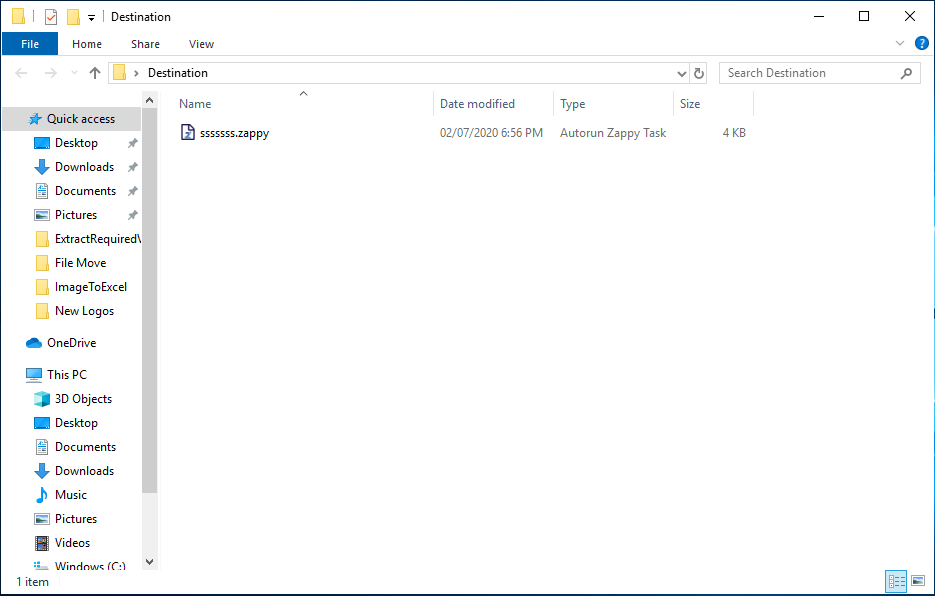 Destination
File Home Share View
Destination
Search Destination
Name Date modified Type Size
sssssss.zappy 02/07/2020 6:56 PM Autorun Zappy Task 4 KB
Quick access
Desktop
Downloads
Documents
Pictures
ExtractRequired
File Move
ImageToExcel
New Logos
OneDrive
This PC
3D Objects
Desktop
Documents
Downloads
Music
Pictures
Videos
Windows (C:)
1 item